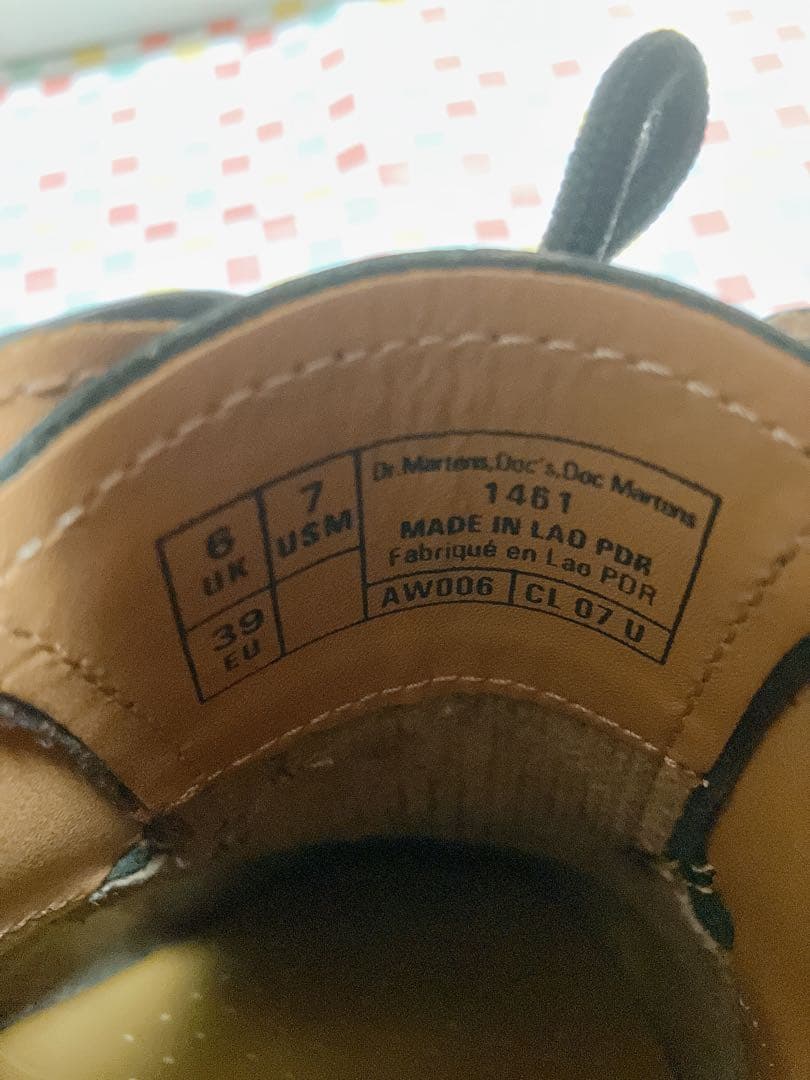 6
UK
7
USM
39
EU
Dr.Martens,Doc's,Doc Martens
1461
MADE IN LAO PDR
Fabriqué en Lao PDR
AW006
CL 07 U